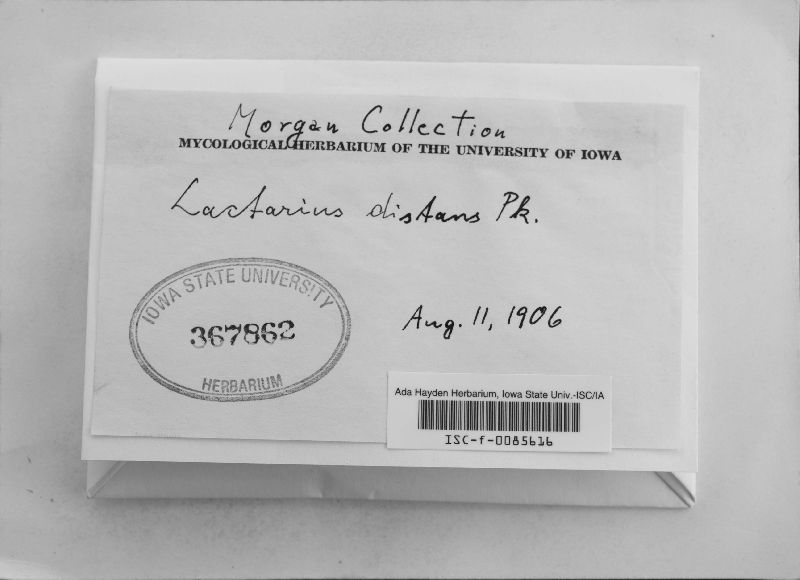 Morgan Collection
MYCOLOGICAL HERBARIUM OF THE UNIVERSITY OF IOWA
Lactarius distans Pk.
IOWA STATE UNIVERSITY
367862
HERBARIUM
Aug. 11, 1906
Ada Hayden Herbarium, Iowa State Univ.-ISC/IA
ISC-f-0085616